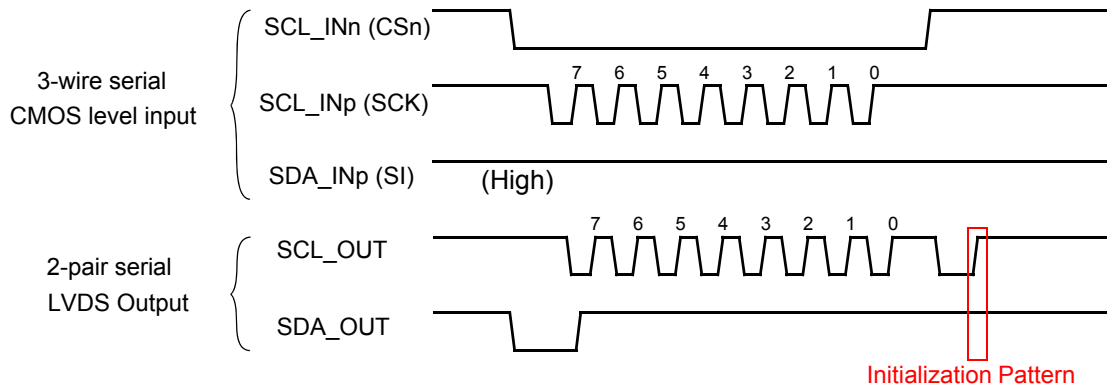 SCL_INn (CSn)
3-wire serial
CMOS level input
7 6 5 4 3 2 1 0
SCL_INp (SCK)
SDA_INp (SI)
(High)
7 6 5 4 3 2 1 0
SCL_OUT
2-pair serial
LVDS Output
SDA_OUT
Initialization Pattern